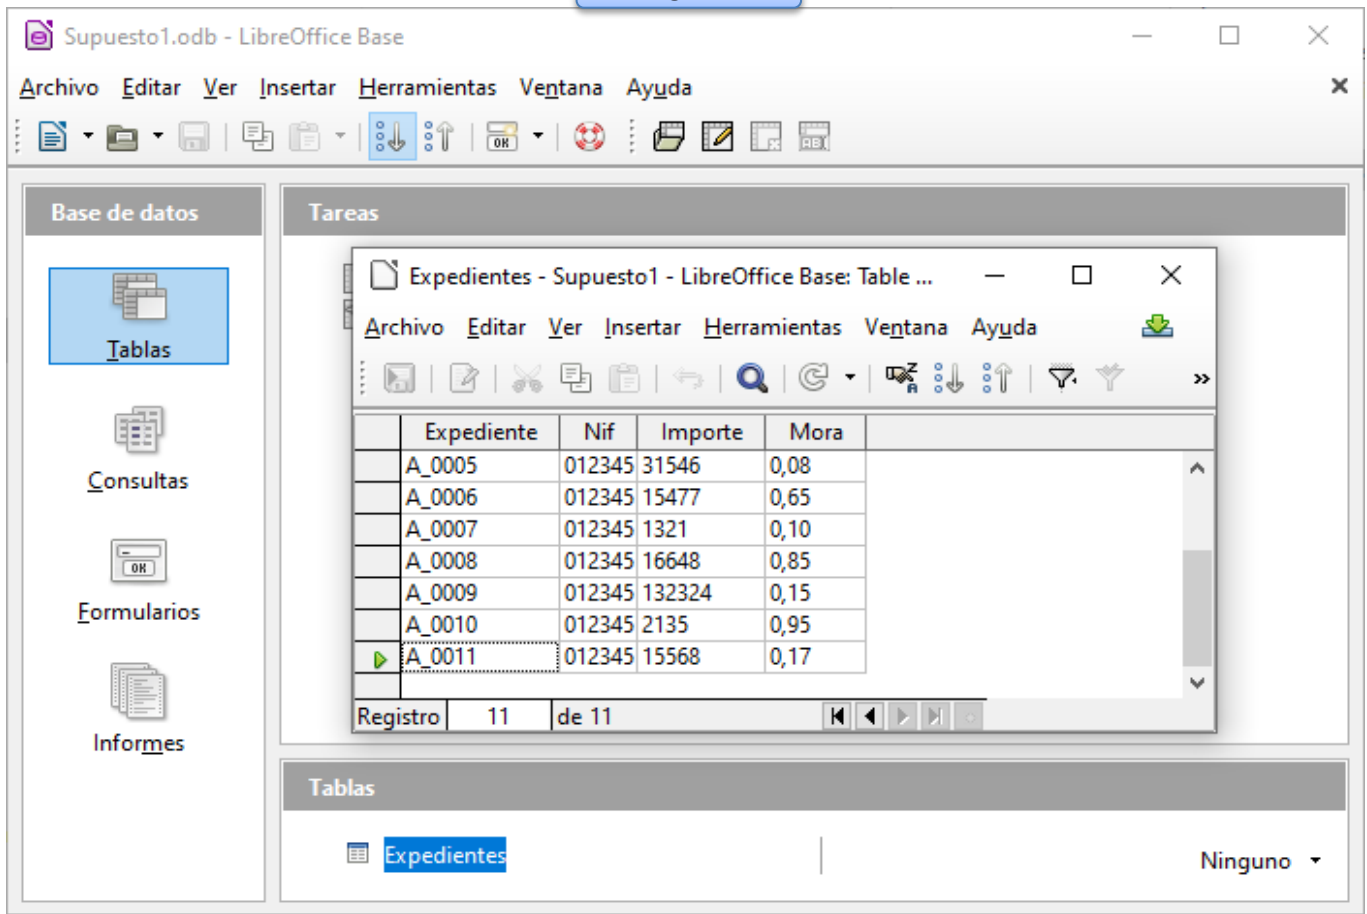 Supuesto1.odb - LibreOffice Base
Archivo Editar Ver Insertar Herramientas Ventana Ayuda
Base de datos
Tareas
Tablas
Consultas
Formularios
Informes
Expedientes - Supuesto1 - LibreOffice Base: Table ...
Archivo Editar Ver Insertar Herramientas Ventana Ayuda
Expediente Nif Importe Mora
A_0005 012345 31546 0,08
A_0006 012345 15477 0,65
A_0007 012345 1321 0,10
A_0008 012345 16648 0,85
A_0009 012345 132324 0,15
A_0010 012345 2135 0,95
A_0011 012345 15568 0,17
Registro 11 de 11
Tablas
Expedientes
Ninguno